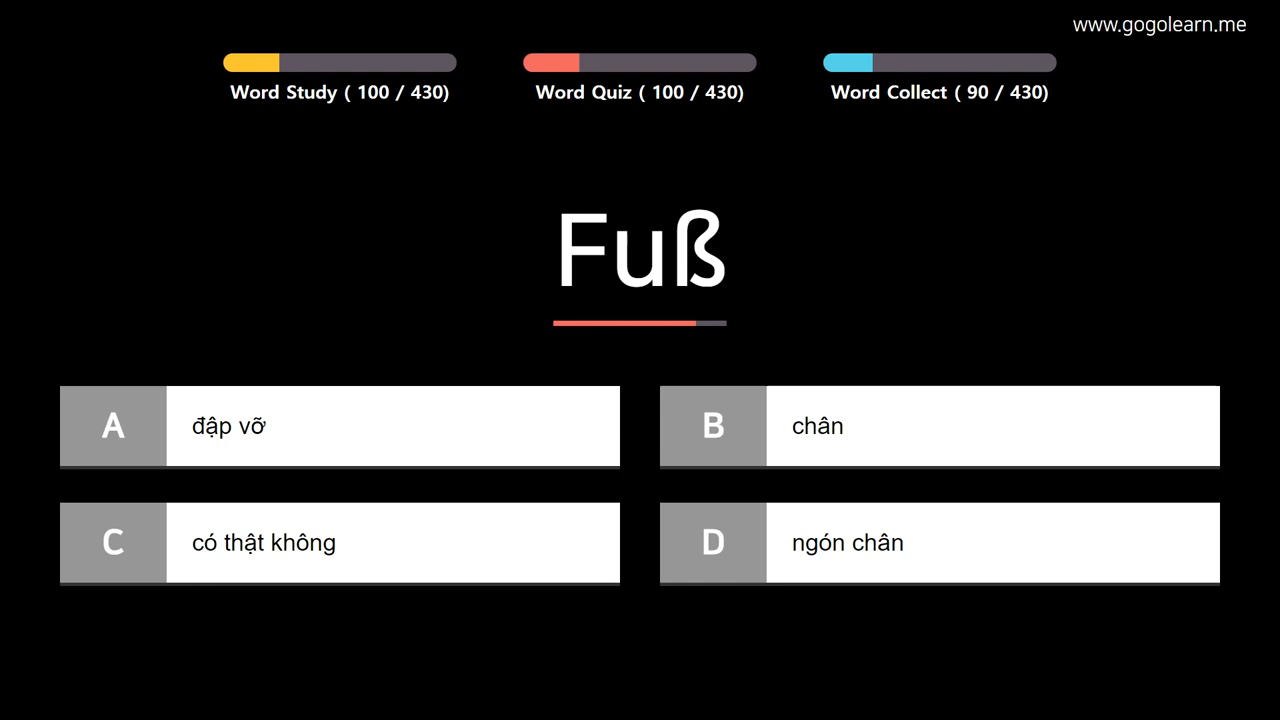 www.gogolearn.me
Word Study ( 100 / 430)
Word Quiz ( 100 / 430)
Word Collect ( 90 / 430)
Fuß
A đập vỡ
B chân
C có thật không
D ngón chân